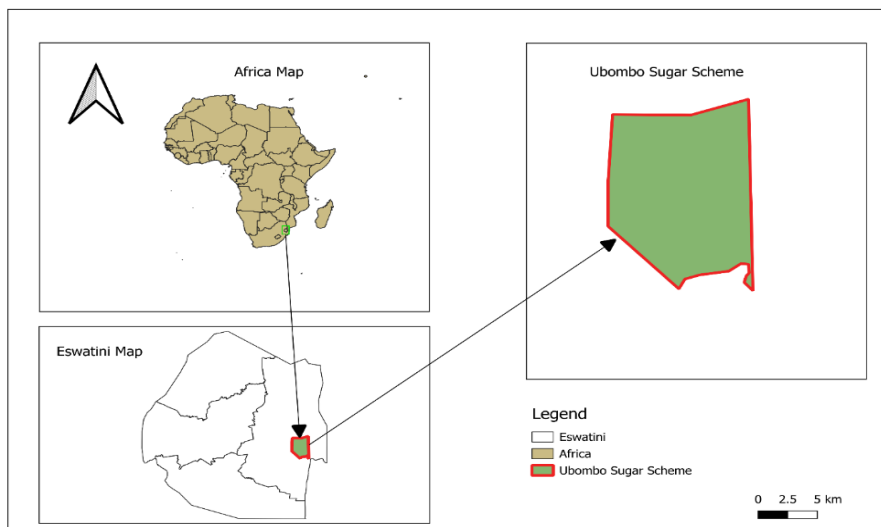 Africa Map
Ubombo Sugar Scheme
Eswatini Map
Legend
Eswatini
Africa
Ubombo Sugar Scheme
0 2.5 5 km